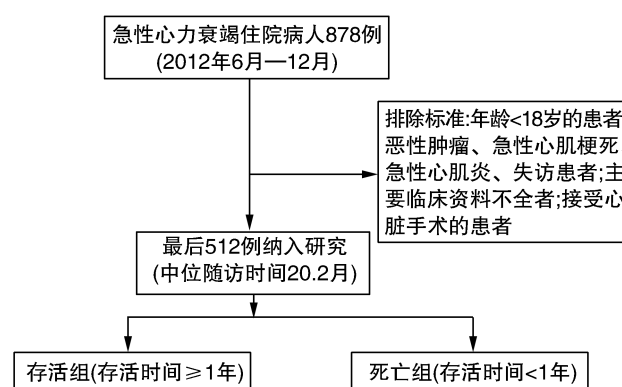 急性心力衰竭住院病人878例
(2012年6月—12月)
排除标准:年龄<18岁的患者
恶性肿瘤、急性心肌梗死
急性心肌炎、失访患者;主
要临床资料不全者;接受心
脏手术的患者
最后512例纳入研究
(中位随访时间20.2月)
存活组(存活时间≥1年)
死亡组(存活时间<1年)